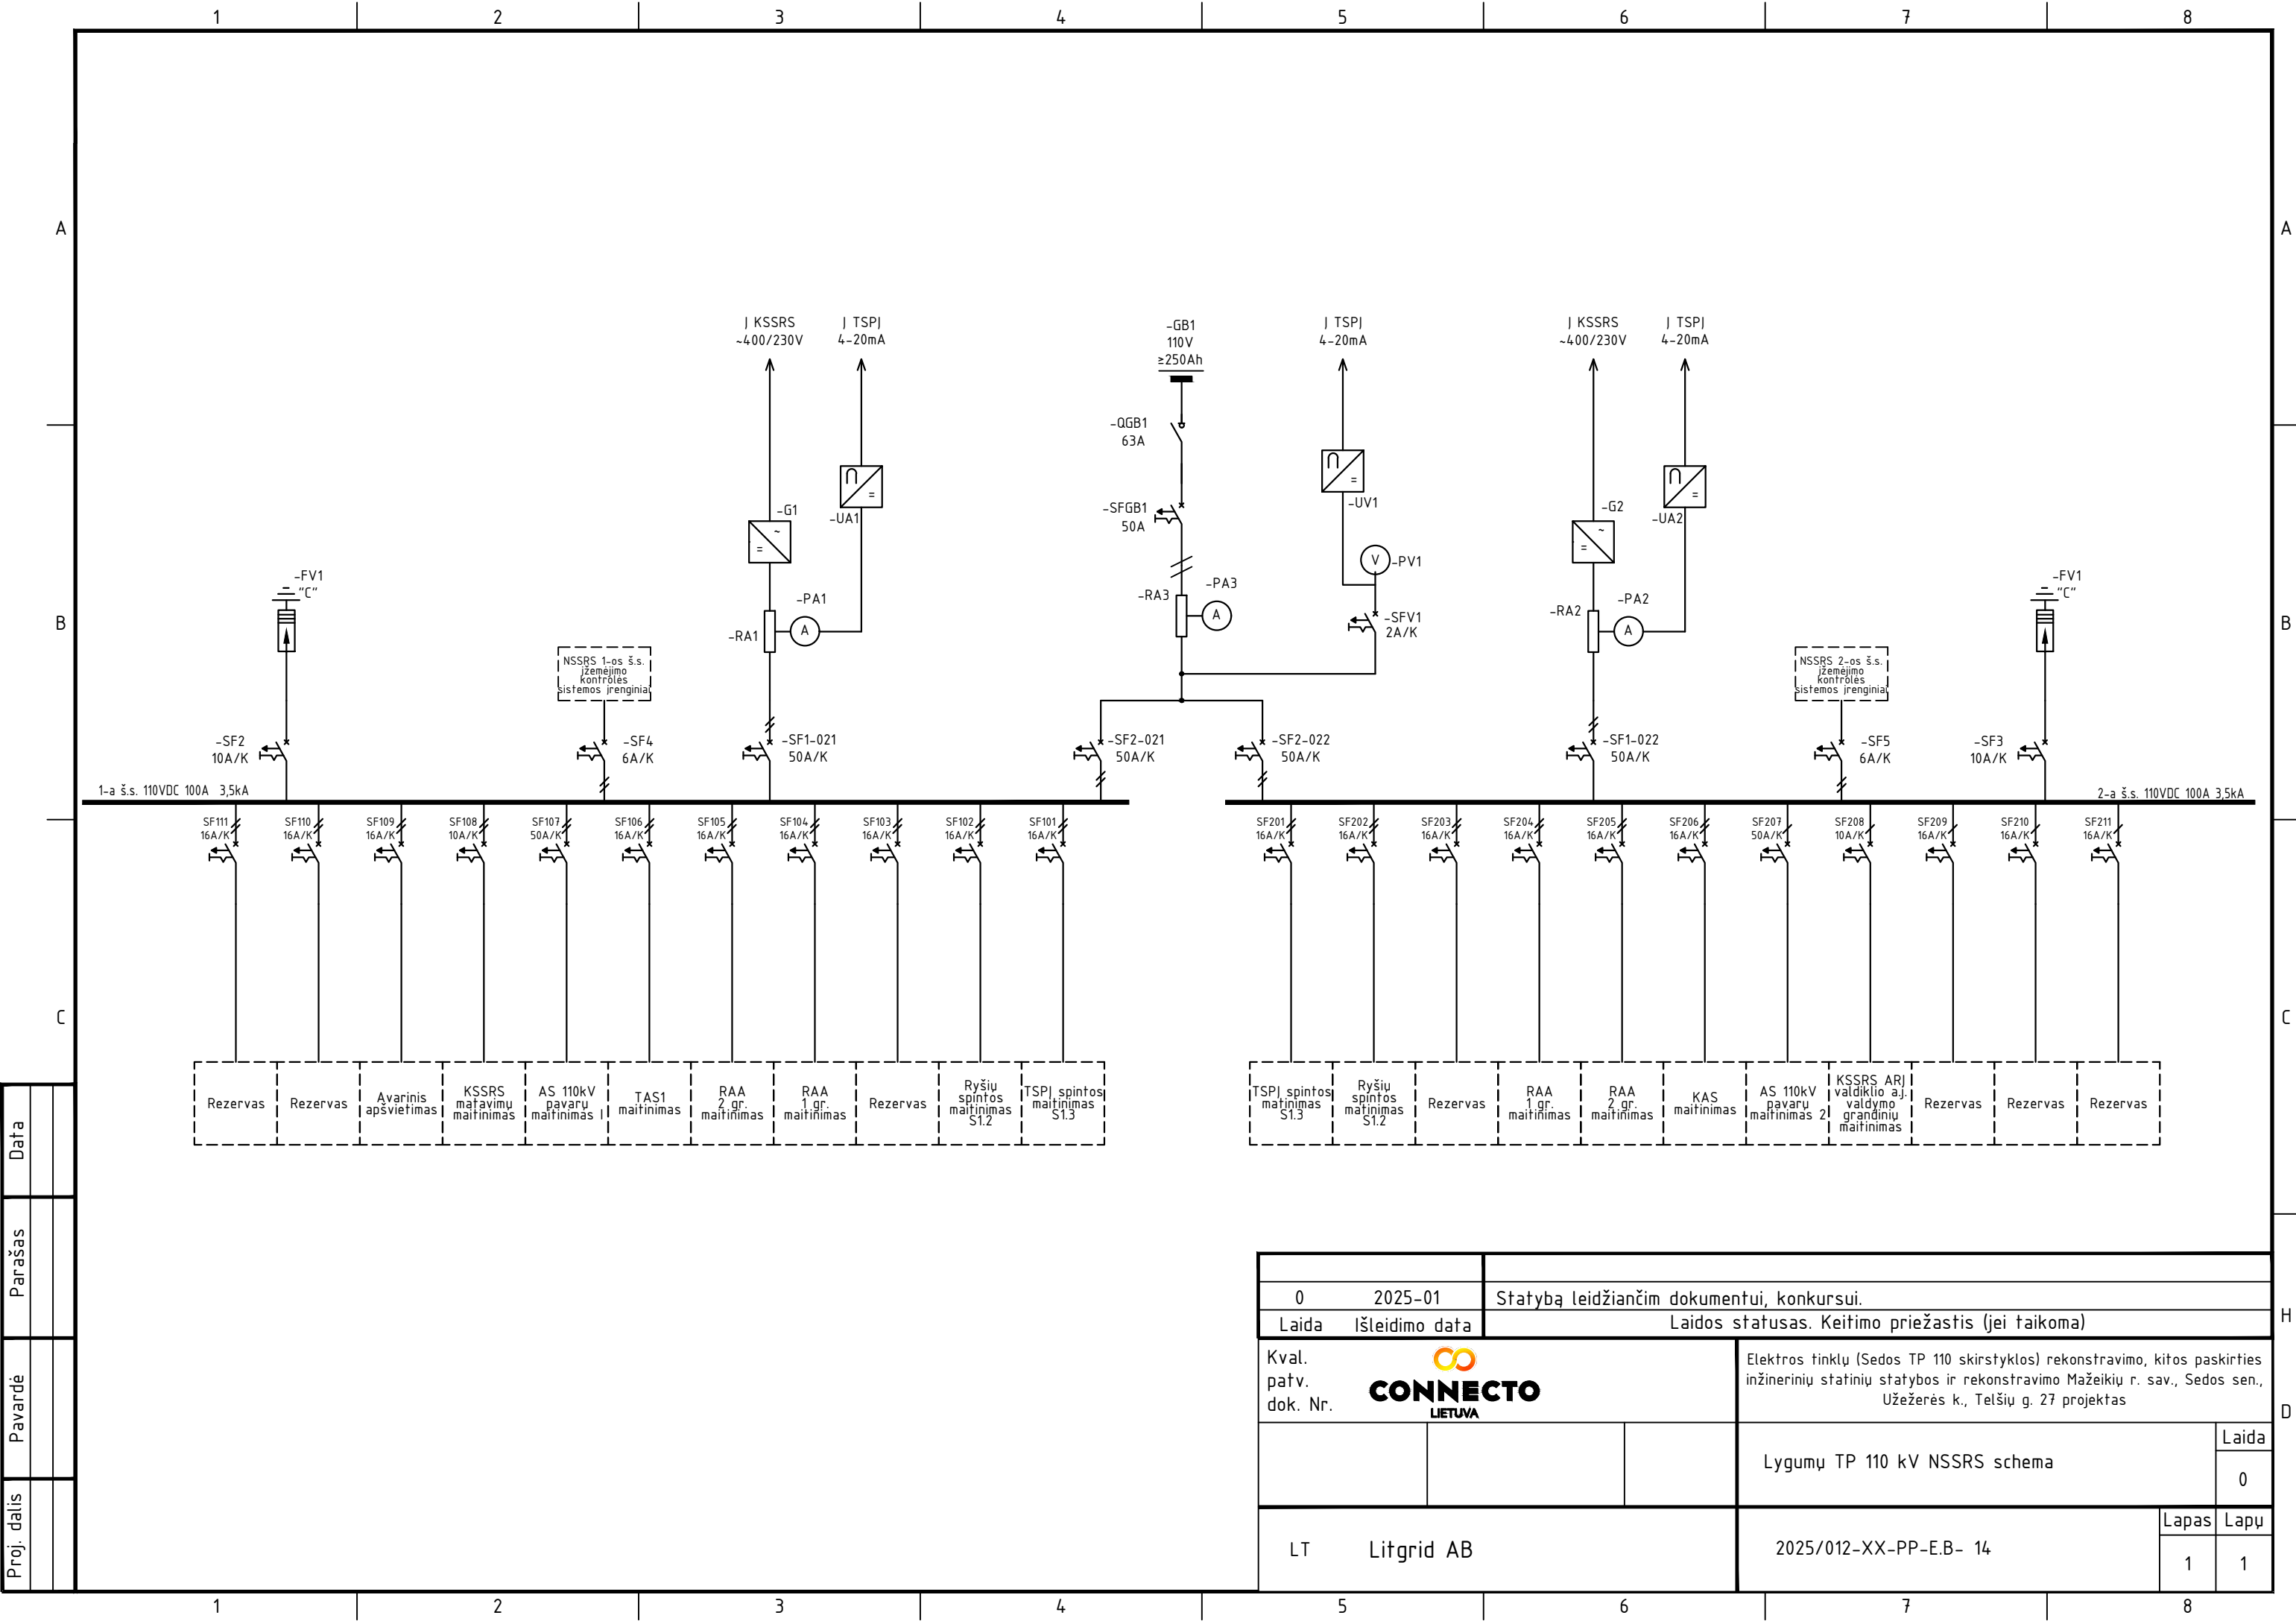 1 2 3 4 5 6 7 8
A A
B B
C C
H
D
Į KSSRS
~400/230V
Į TSPĮ
4-20mA
-GB1
110V
≥250Ah
Į TSPĮ
4-20mA
Į KSSRS
~400/230V
Į TSPĮ
4-20mA
-QGB1
63A
-SFGB1
50A
-G1
-UA1
-UV1
-G2
-UA2
-FV1
"C"
-PA1
-RA1
-RA3
-PA3
V
-PV1
-SFV1
2A/K
-PA2
-RA2
-FV1
"C"
A
A
A
NSSRS 1-os š.s.
įžemėjimo
kontrolės
sistemos įrenginiai
NSSRS 2-os š.s.
įžemėjimo
kontrolės
sistemos įrenginiai
-SF2
10A/K
-SF4
6A/K
-SF1-021
50A/K
-SF2-021
50A/K
-SF2-022
50A/K
-SF1-022
50A/K
-SF5
6A/K
-SF3
10A/K
1-a š.s. 110VDC 100A 3,5kA
2-a š.s. 110VDC 100A 3,5kA
SF111
16A/K
SF110
16A/K
SF109
16A/K
SF108
10A/K
SF107
50A/K
SF106
16A/K
SF105
16A/K
SF104
16A/K
SF103
16A/K
SF102
16A/K
SF101
16A/K
SF201
16A/K
SF202
16A/K
SF203
16A/K
SF204
16A/K
SF205
16A/K
SF206
16A/K
SF207
50A/K
SF208
10A/K
SF209
16A/K
SF210
16A/K
SF211
16A/K
Rezervas
Rezervas
Avarinis
apšvietimas
KSSRS
matavimų
maitinimas
AS 110kV
pavarų
maitinimas 1
TAS1
maitinimas
RAA
2 gr.
maitinimas
RAA
1 gr.
maitinimas
Rezervas
Ryšių
spintos
maitinimas
S1.2
TSPĮ spintos
maitinimas
S1.3
TSPĮ spintos
matinimas
S1.3
Ryšių
spintos
matinimas
S1.2
Rezervas
RAA
1 gr.
maitinimas
RAA
2 gr.
maitinimas
KAS
maitinimas
AS 110kV
pavarų
maitinimas 2
KSSRS ARĮ
valdiklio a.j.
valdymo
grandinių
maitinimas
Rezervas
Rezervas
Rezervas
Data
Parašas
Pavardė
Proj. dalis
0 2025-01 Statybą leidžiančim dokumentui, konkursui.
Laida Išleidimo data Laidos statusas. Keitimo priežastis (jei taikoma)
Kval.
patv.
dok. Nr.
CONNECTO
LIETUVA
Elektros tinklų (Sedos TP 110 skirstyklos) rekonstravimo, kitos paskirties
inžinerinių statinių statybos ir rekonstravimo Mažeikių r. sav., Sedos sen.,
Užežerės k., Telšių g. 27 projektas
Lygumų TP 110 kV NSSRS schema
Laida
0
LT Litgrid AB
2025/012-XX-PP-E.B- 14
Lapas Lapų
1 1
1 2 3 4 5 6 7 8